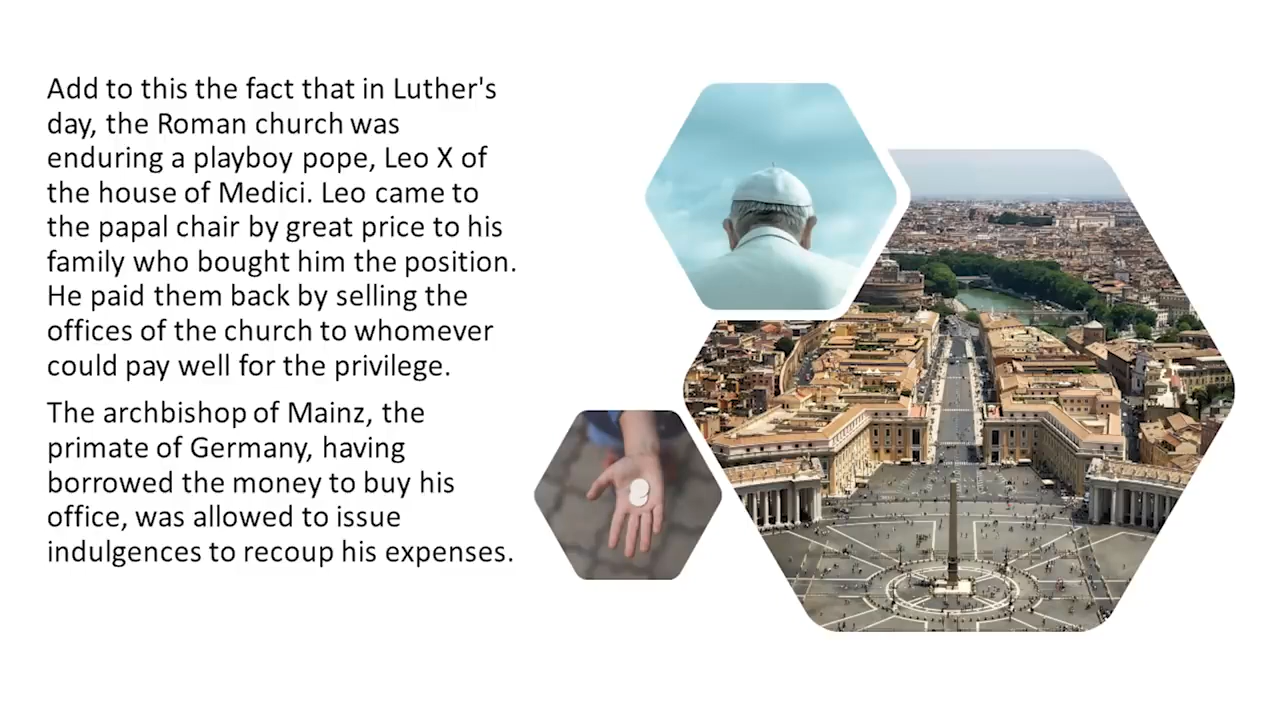 Add to this the fact that in Luther's
day, the Roman church was
enduring a playboy pope, Leo X of
the house of Medici. Leo came to
the papal chair by great price to his
family who bought him the position.
He paid them back by selling the
offices of the church to whomever
could pay well for the privilege.
The archbishop of Mainz, the
primate of Germany, having
borrowed the money to buy his
office, was allowed to issue
indulgences to recoup his expenses.